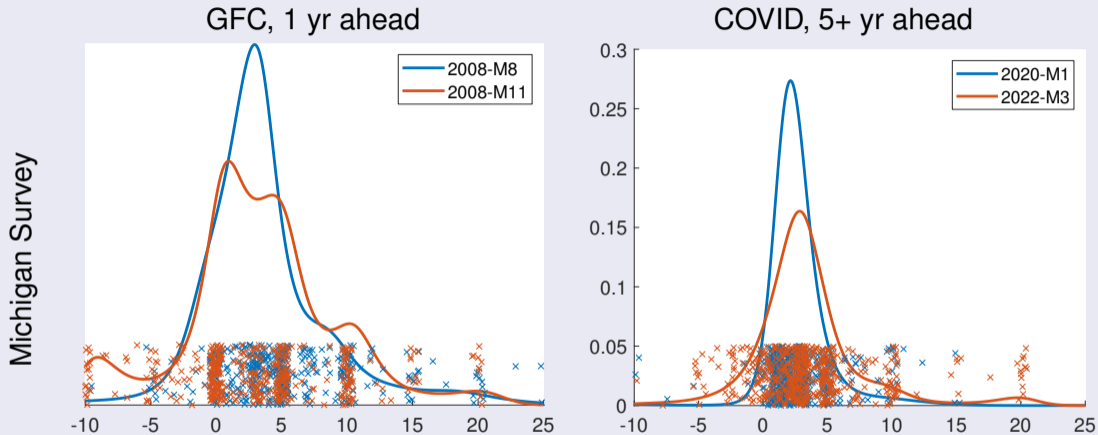 GFC, 1 yr ahead
COVID, 5+ yr ahead
Michigan Survey
2008-M8
2008-M11
-10 -5 0 5 10 15 20 25
2020-M1
2022-M3
0.3
0.25
0.2
0.15
0.1
0.05
0
-10 -5 0 5 10 15 20 25